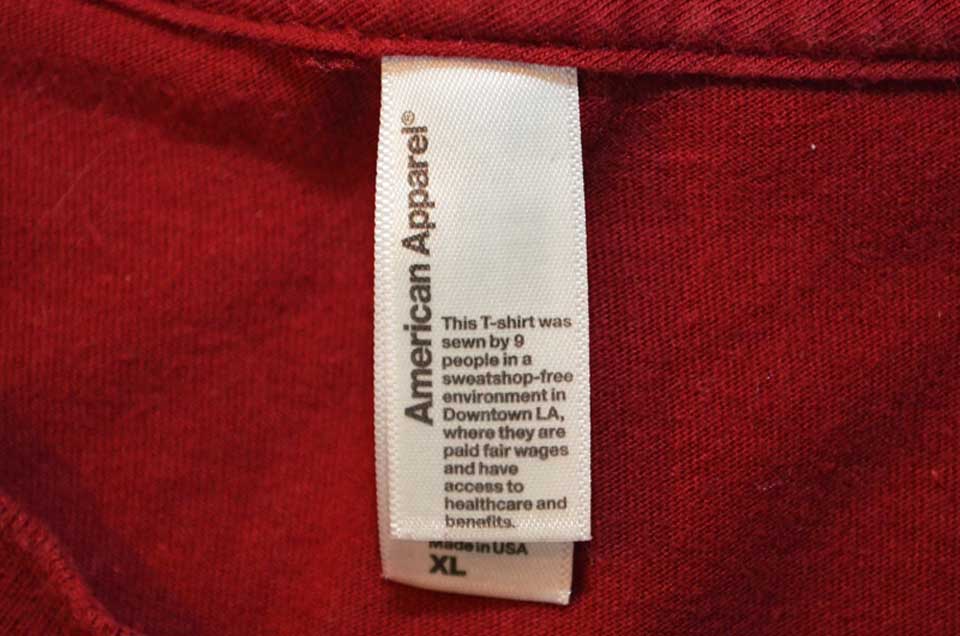 American Apparel®
This T-shirt was
sewn by 9
people in a
sweatshop-free
environment in
Downtown LA,
where they are
paid fair wages
and have
access to
healthcare and
benefits.
Made in USA
XL